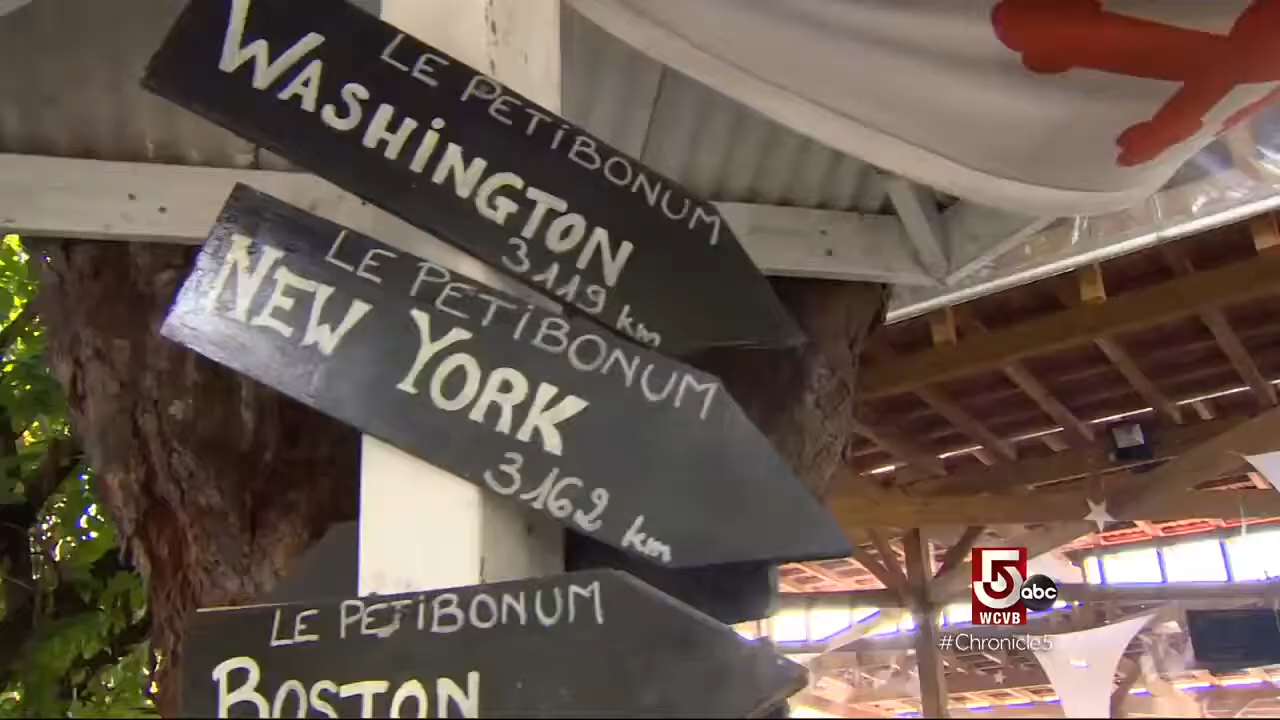 LE PETIBONUM
WASHINGTON
3119 km
LE PETIBONUM
NEW YORK
3162 km
LE PETIBONUM
BOSTON
5 abc
WCVB
#Chronicle5